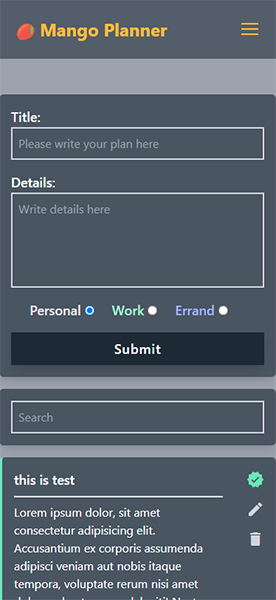 Mango Planner
Title:
Please write your plan here
Details:
Write details here
Personal Work Errand
Submit
Search
this is test
Lorem ipsum dolor, sit amet
consectetur adipisicing elit.
Accusantium ex corporis assumenda
adipisci veniam aut nobis itaque
tempora, voluptate rerum nisi amet